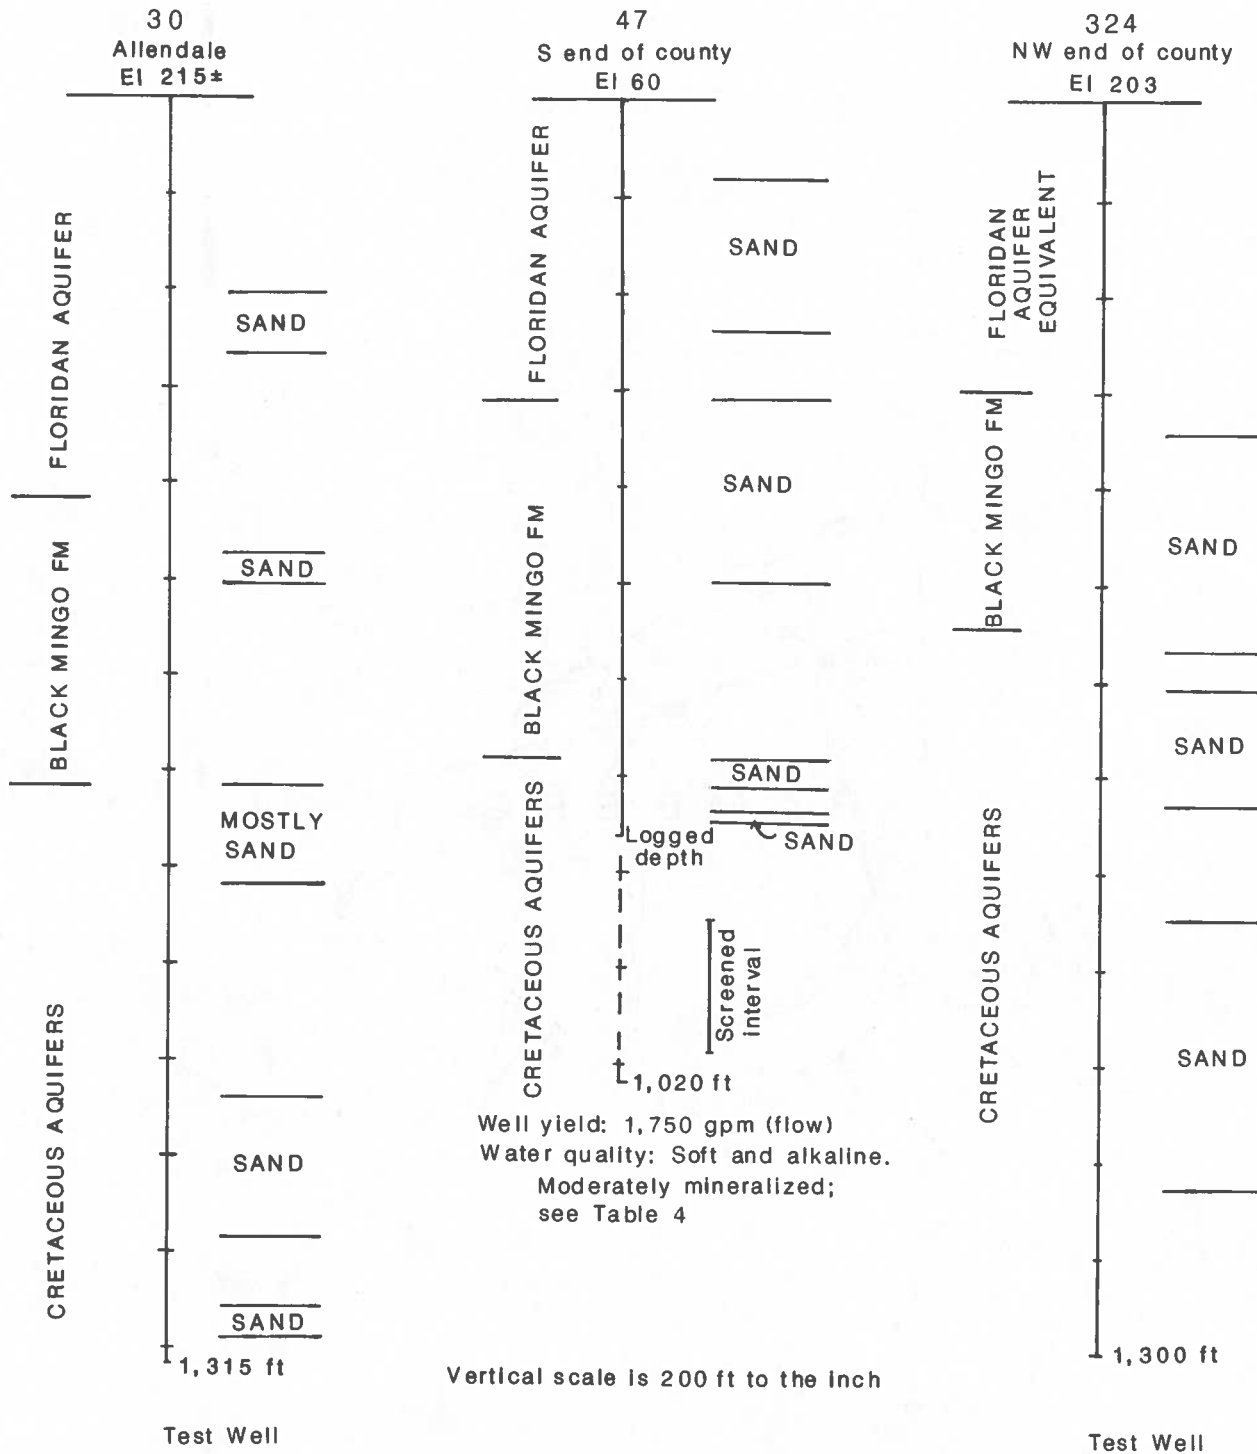 30
Allendale
El 215±
FLORIDAN AQUIFER
SAND
BLACK MINGO FM
SAND
MOSTLY
SAND
CRETACEOUS AQUIFERS
SAND
SAND
1,315 ft
Test Well
47
S end of county
El 60
FLORIDAN AQUIFER
SAND
BLACK MINGO FM
SAND
CRETACEOUS AQUIFERS
SAND
SAND
Logged
depth
Screened
interval
1,020 ft
Well yield: 1,750 gpm (flow)
Water quality: Soft and alkaline.
Moderately mineralized;
see Table 4
Vertical scale is 200 ft to the inch
324
NW end of county
El 203
FLORIDAN
AQUIFER
EQUIVALENT
BLACK MINGO FM
SAND
SAND
CRETACEOUS AQUIFERS
SAND
1,300 ft
Test Well